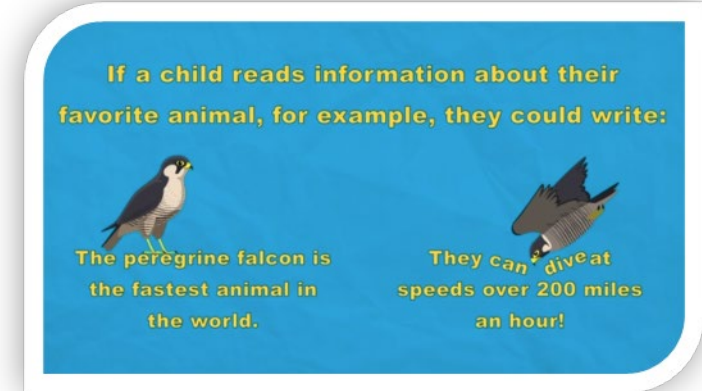 If a child reads information about their
favorite animal, for example, they could write:
The peregrine falcon is
the fastest animal in
the world.
They can dive at
speeds over 200 miles
an hour!